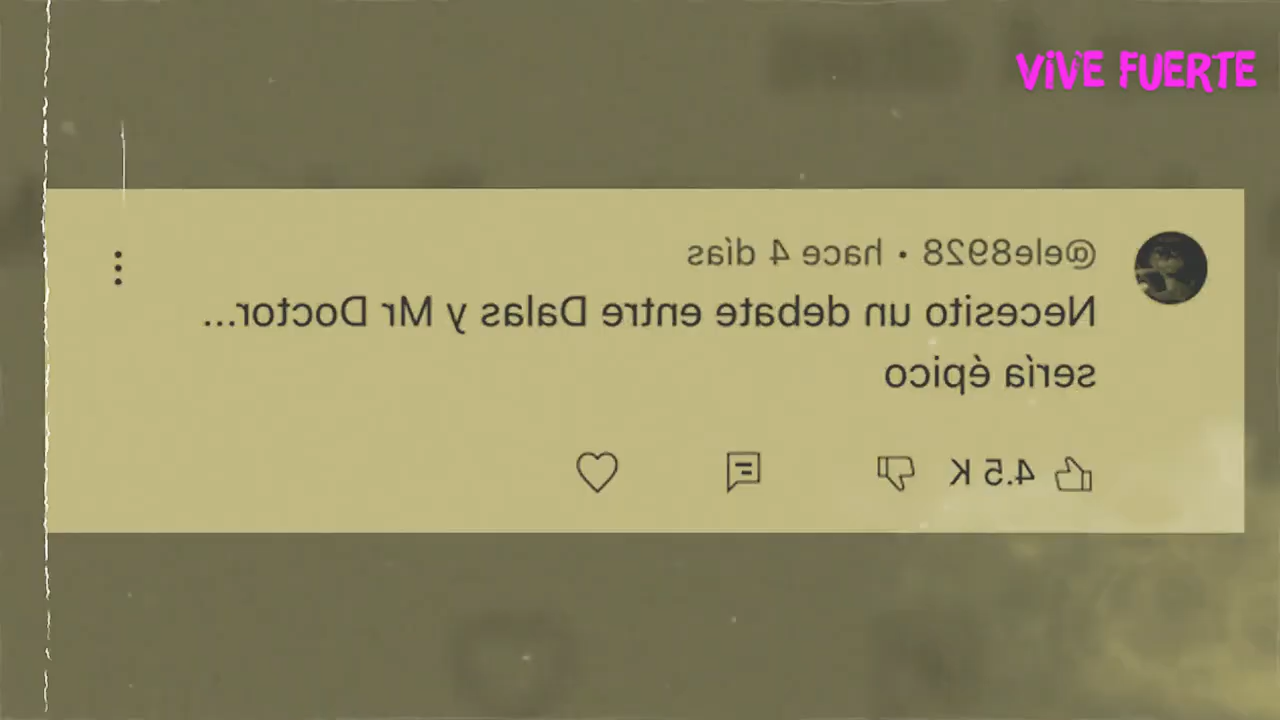 VIVE FUERTE
@ele8928 • hace 4 días
Necesito un debate entre Dalas y Mr Doctor...
sería épico
4.5 K